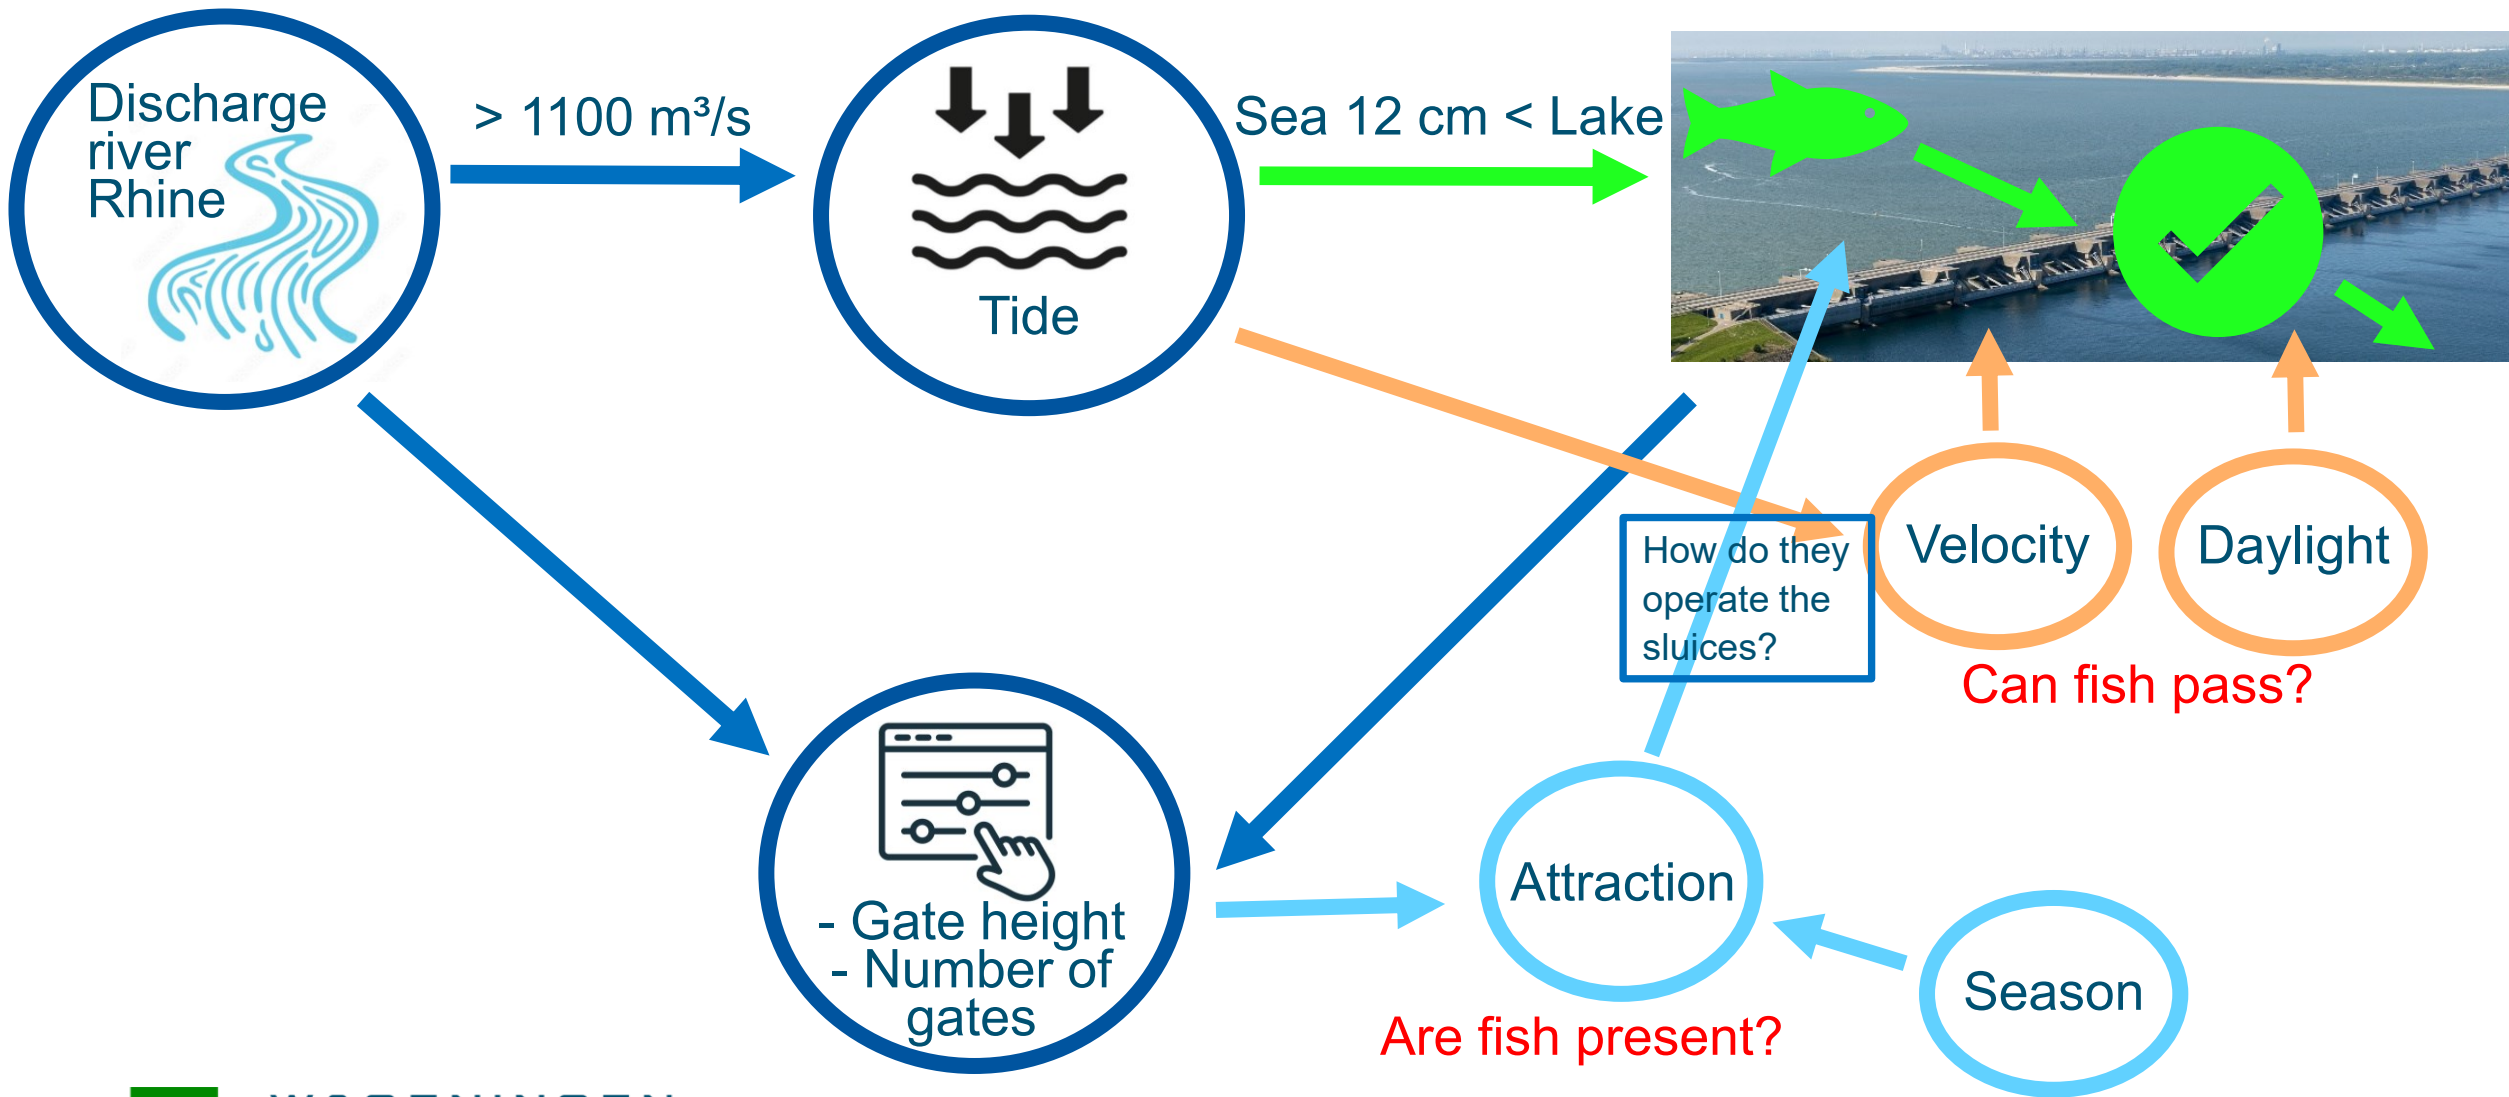 Discharge
river
Rhine
> 1100 m³/s
Tide
Sea 12 cm < Lake
How do they
operate the
sluices?
Velocity
Daylight
Can fish pass?
- Gate height
- Number of
gates
Attraction
Are fish present?
Season
WAGENINGEN